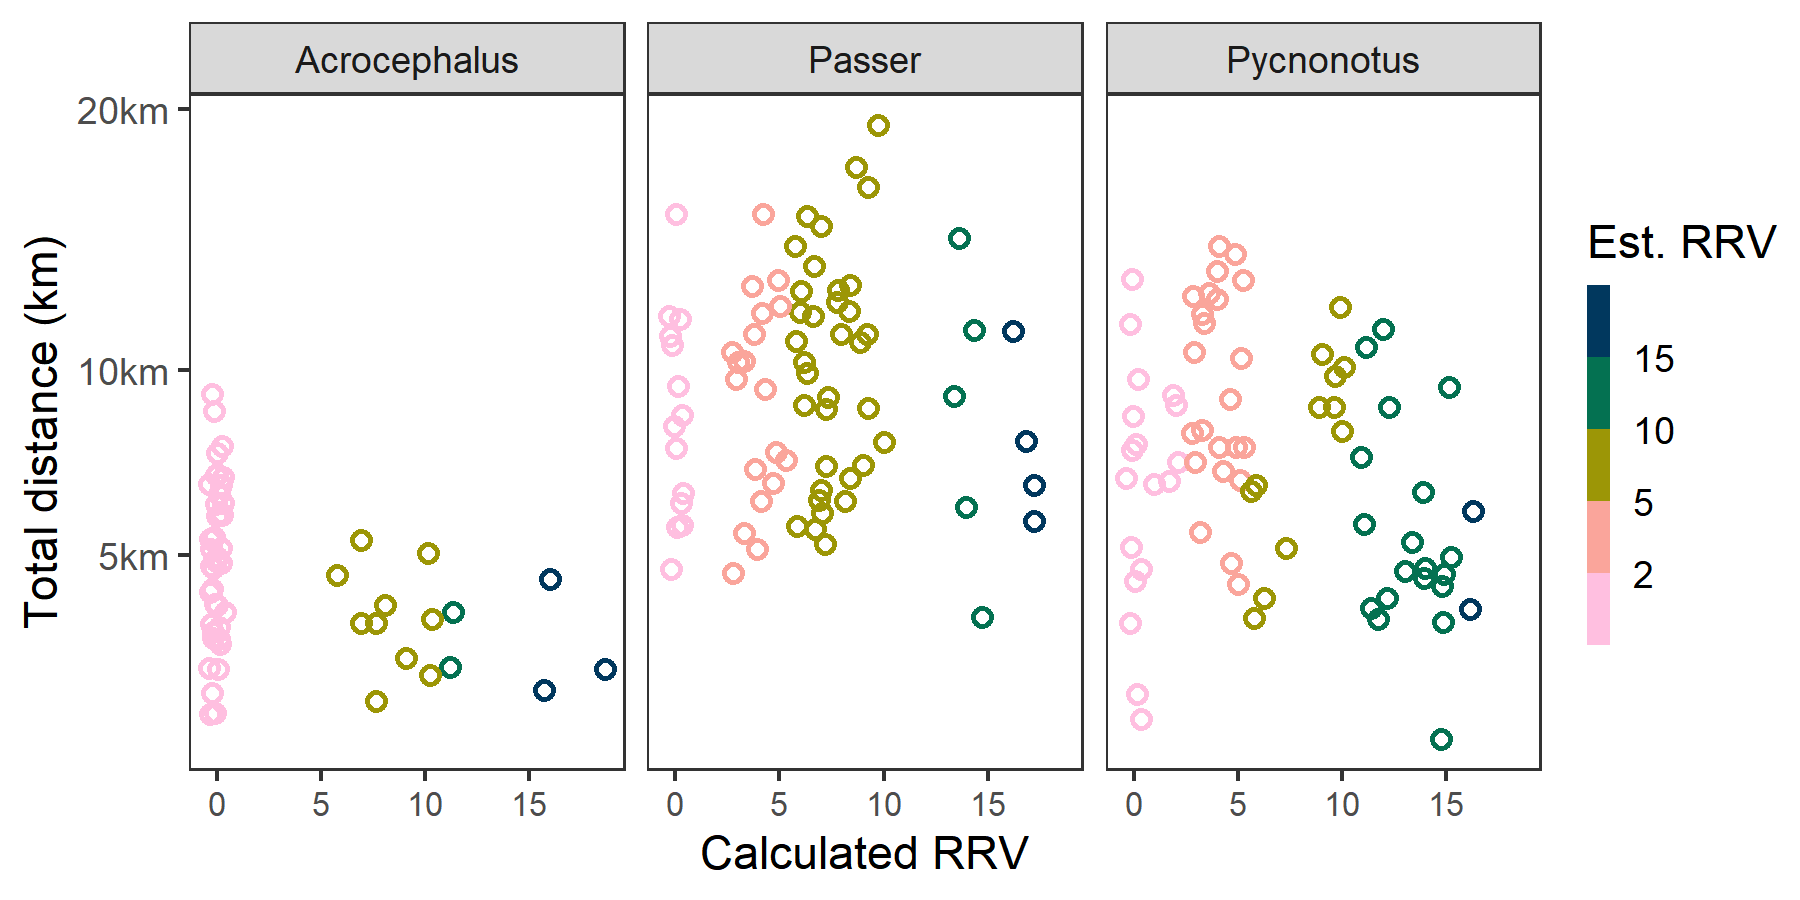 Acrocephalus Passer Pycnonotus
Total distance (km)
20km
10km
5km
0 5 10 15 0 5 10 15 0 5 10 15
Calculated RRV
Est. RRV
15
10
5
2